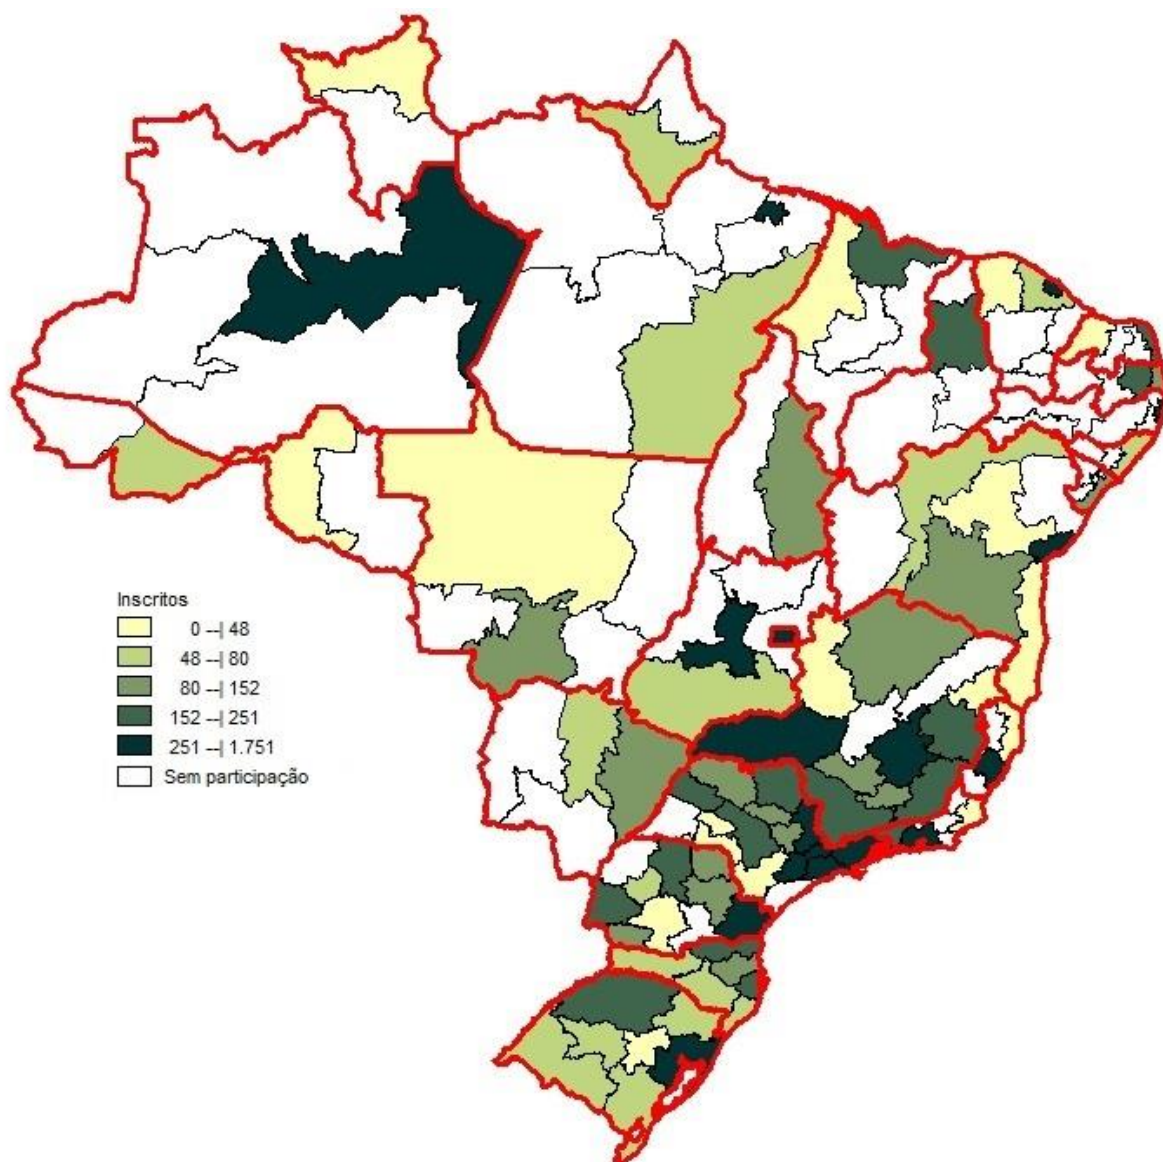 Inscritos
0 --| 48
48 --| 80
80 --| 152
152 --| 251
251 --| 1.751
Sem participação